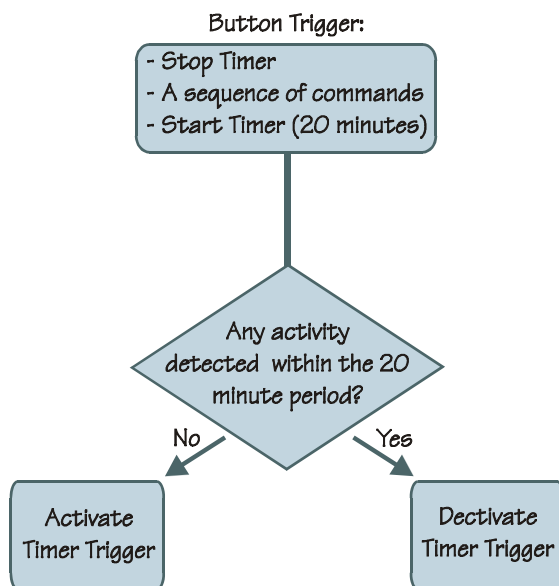 Button Trigger:
- Stop Timer
- A sequence of commands
- Start Timer (20 minutes)
Any activity
detected within the 20
minute period?
No
Yes
Activate
Timer Trigger
Dectivate
Timer Trigger